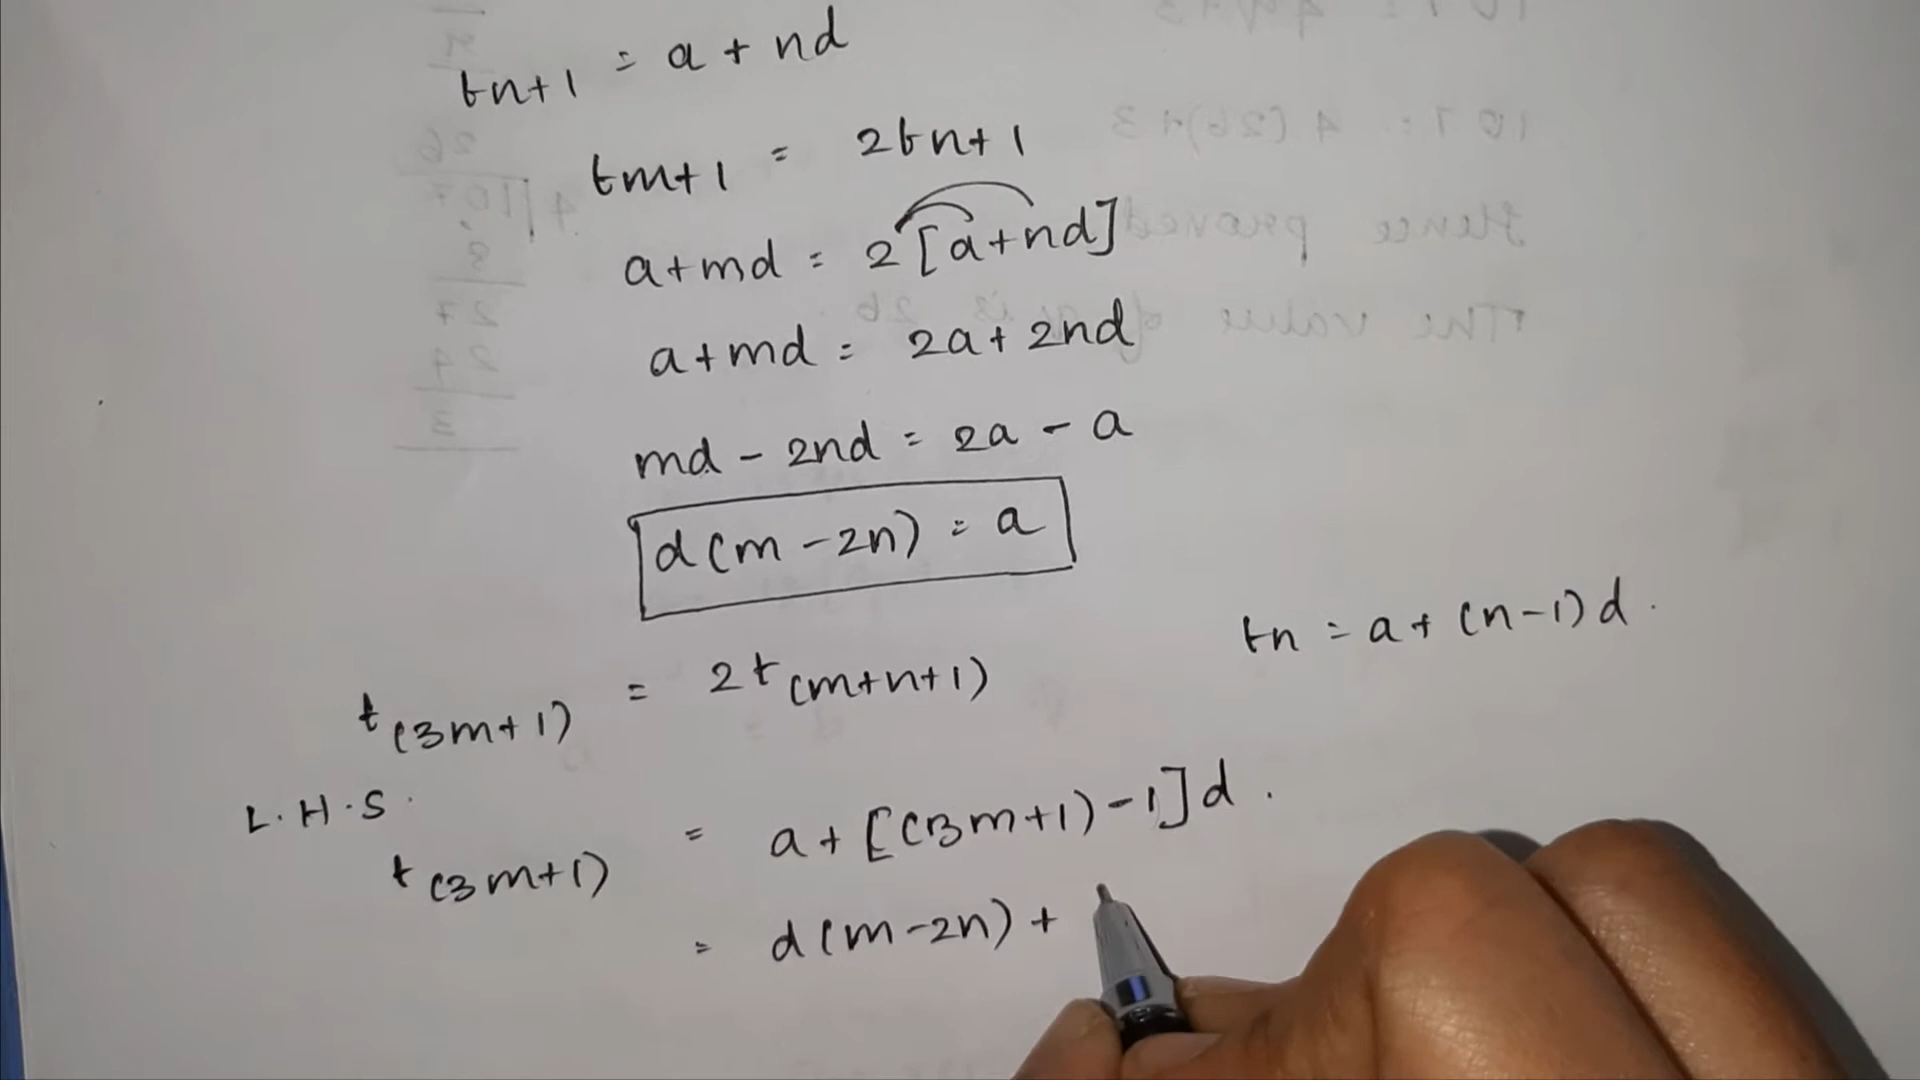 tn+1 = a + nd
tm+1 = 2tn+1
a+md = 2[a+nd]
a+md = 2a+2nd
md - 2nd = 2a - a
d(m-2n) = a
tn = a+(n-1)d.
t(3m+1) = 2t(m+n+1)
L.H.S.
t(3m+1) = a+[(3m+1)-1]d.
= d(m-2n)+